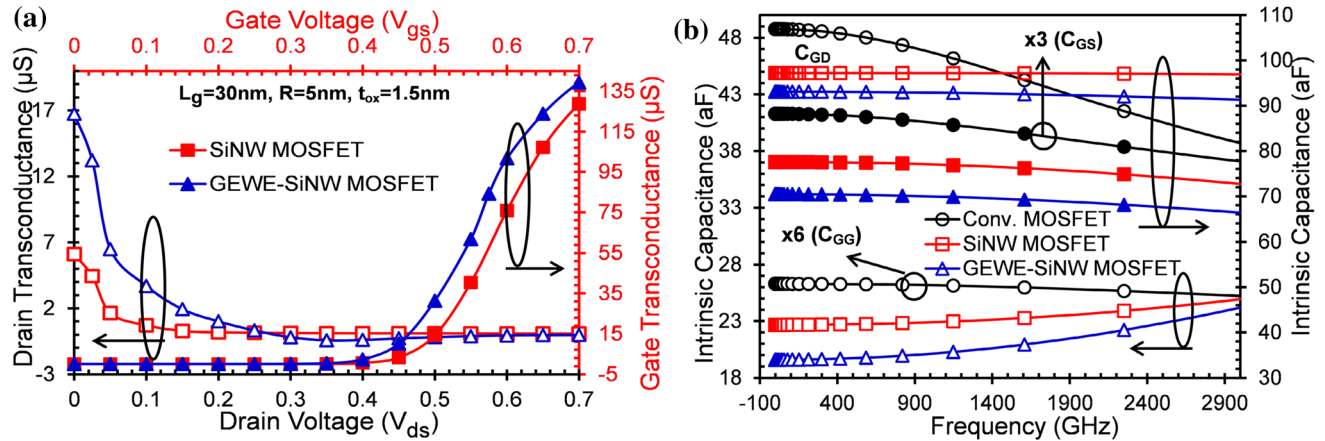 (a)
Gate Voltage (Vgs)
0 0.1 0.2 0.3 0.4 0.5 0.6 0.7
Drain Transconductance (µS)
17
12
7
2
-3
Lg=30nm, R=5nm, tox=1.5nm
SiNW MOSFET
GEWE-SiNW MOSFET
135
115
95
75
55
35
15
-5
Gate Transconductance (µS)
0 0.1 0.2 0.3 0.4 0.5 0.6 0.7
Drain Voltage (Vds)
(b)
Intrinsic Capacitance (aF)
48
43
38
33
28
23
18
CGD
x3 (CGS)
x6 (CGG)
Conv. MOSFET
SiNW MOSFET
GEWE-SiNW MOSFET
110
100
90
80
70
60
50
40
30
Intrinsic Capacitance (aF)
-100 400 900 1400 1900 2400 2900
Frequency (GHz)